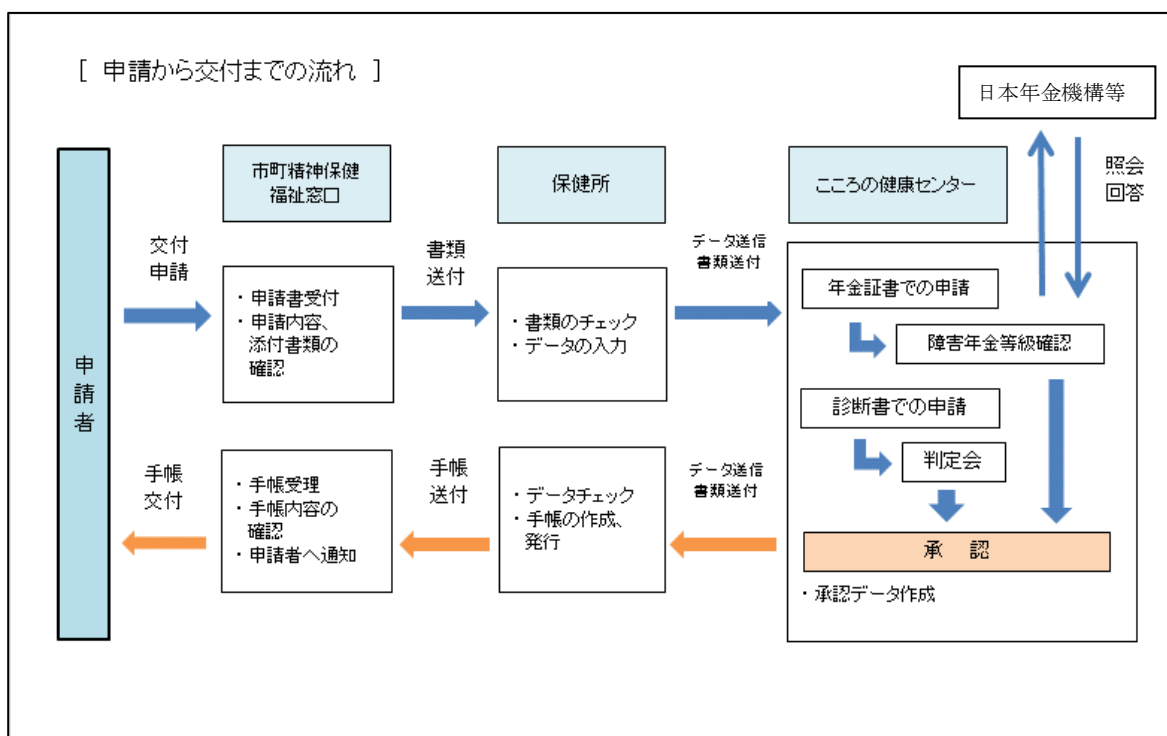 [ 申請から交付までの流れ ]
日本年金機構等
照会
回答
申
請
者
市町精神保健
福祉窓口
保健所
こころの健康センター
交付
申請
書類
送付
データ送信
書類送付
・申請書受付
・申請内容、
添付書類の
確認
・書類のチェック
・データの入力
年金証書での申請
障害年金等級確認
診断書での申請
判定会
承　認
・承認データ作成
データ送信
書類送付
・データチェック
・手帳の作成、
発行
手帳
送付
・手帳受理
・手帳内容の
確認
・申請者へ通知
手帳
交付